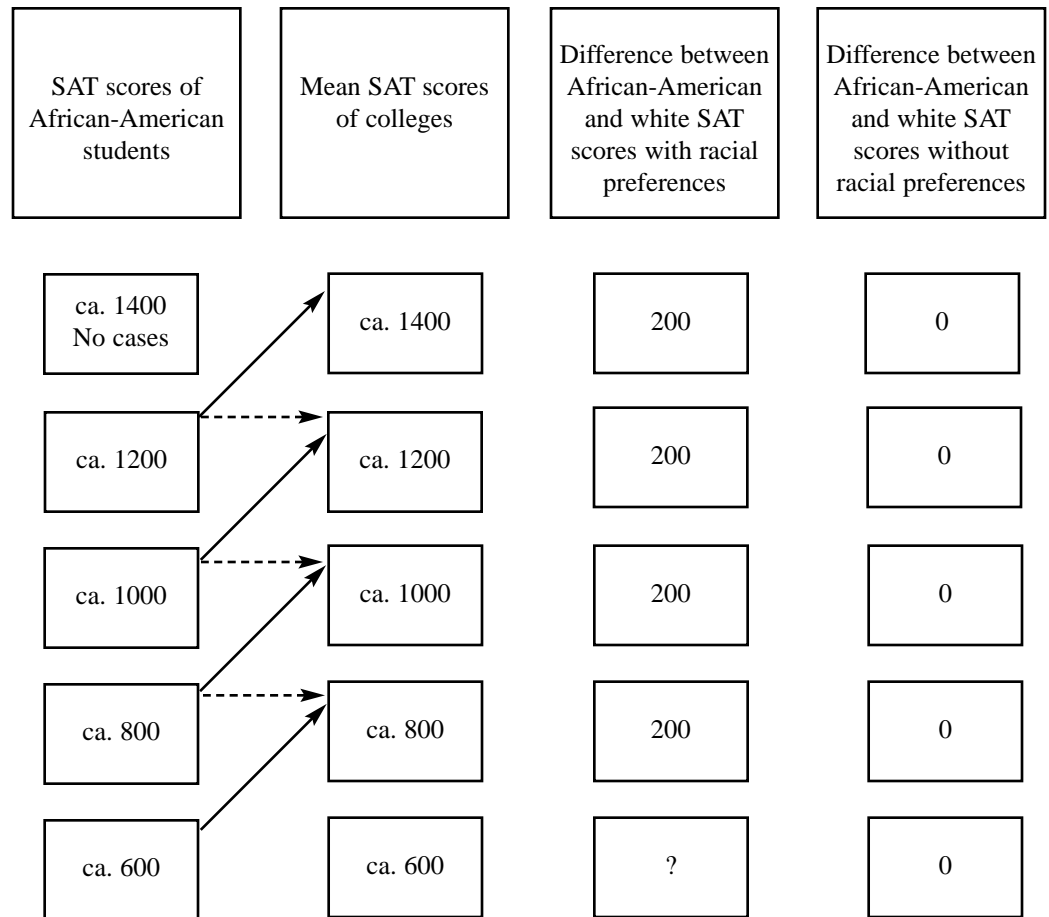 SAT scores of
African-American
students
Mean SAT scores
of colleges
Difference between
African-American
and white SAT
scores with racial
preferences
Difference between
African-American
and white SAT
scores without
racial preferences
ca. 1400
No cases
ca. 1400
200
0
ca. 1200
ca. 1200
200
0
ca. 1000
ca. 1000
200
0
ca. 800
ca. 800
200
0
ca. 600
ca. 600
?
0